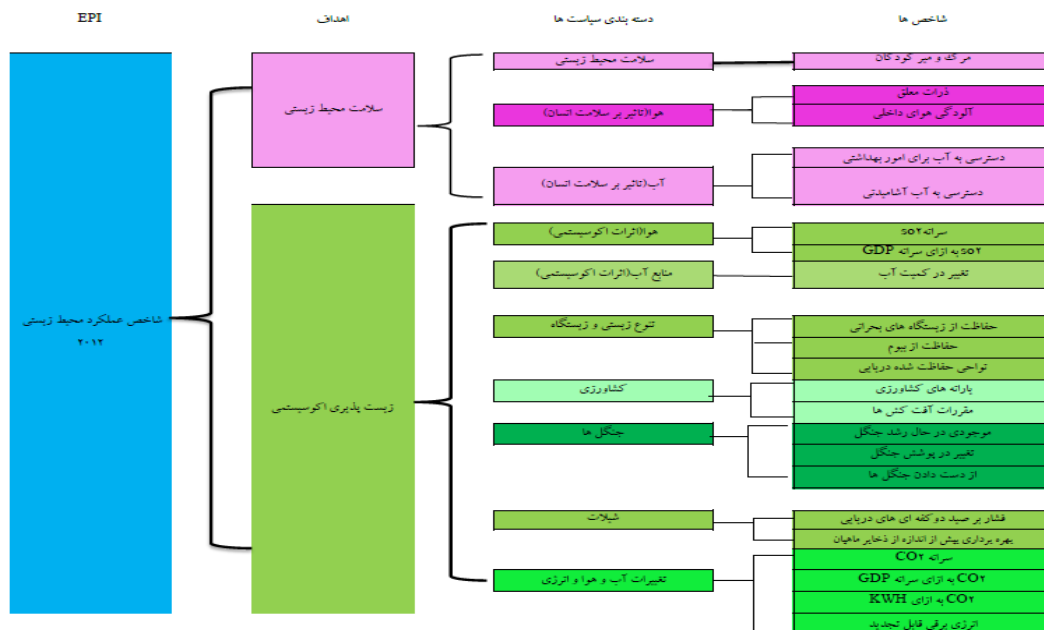 EPI
اهداف
دسته بندی سیاست ها
شاخص ها
شاخص عملکرد محیط زیستی
۲۰۱۲
سلامت محیط زیستی
زیست پذیری اکوسیستمی
سلامت محیط زیستی
هوا(تاثیر بر سلامت انسان)
آب(تاثیر بر سلامت انسان)
هوا(اثرات اکوسیستمی)
منابع آب(اثرات اکوسیستمی)
تنوع زیستی و زیستگاه
کشاورزی
جنگل ها
شیلات
تغییرات آب و هوا و انرژی
مرگ و میر کودکان
ذرات معلق
آلودگی هوای داخلی
دسترسی به آب برای امور بهداشتی
دسترسی به آب آشامیدنی
سرانه so۲
so۲ به ازای سرانه GDP
تغییر در کمیت آب
حفاظت از زیستگاه های بحرانی
حفاظت از بیوم
نواحی حفاظت شده دریایی
یارانه های کشاورزی
مقررات آفت کش ها
موجودی در حال رشد جنگل
تغییر در پوشش جنگل
از دست دادن جنگل ها
فشار بر صید دوکفه ای های دریایی
بهره برداری بیش از اندازه از ذخایر ماهیان
سرانه CO۲
CO۲ به ازای سرانه GDP
CO۲ به ازای KWH
انرژی برقی قابل تجدید